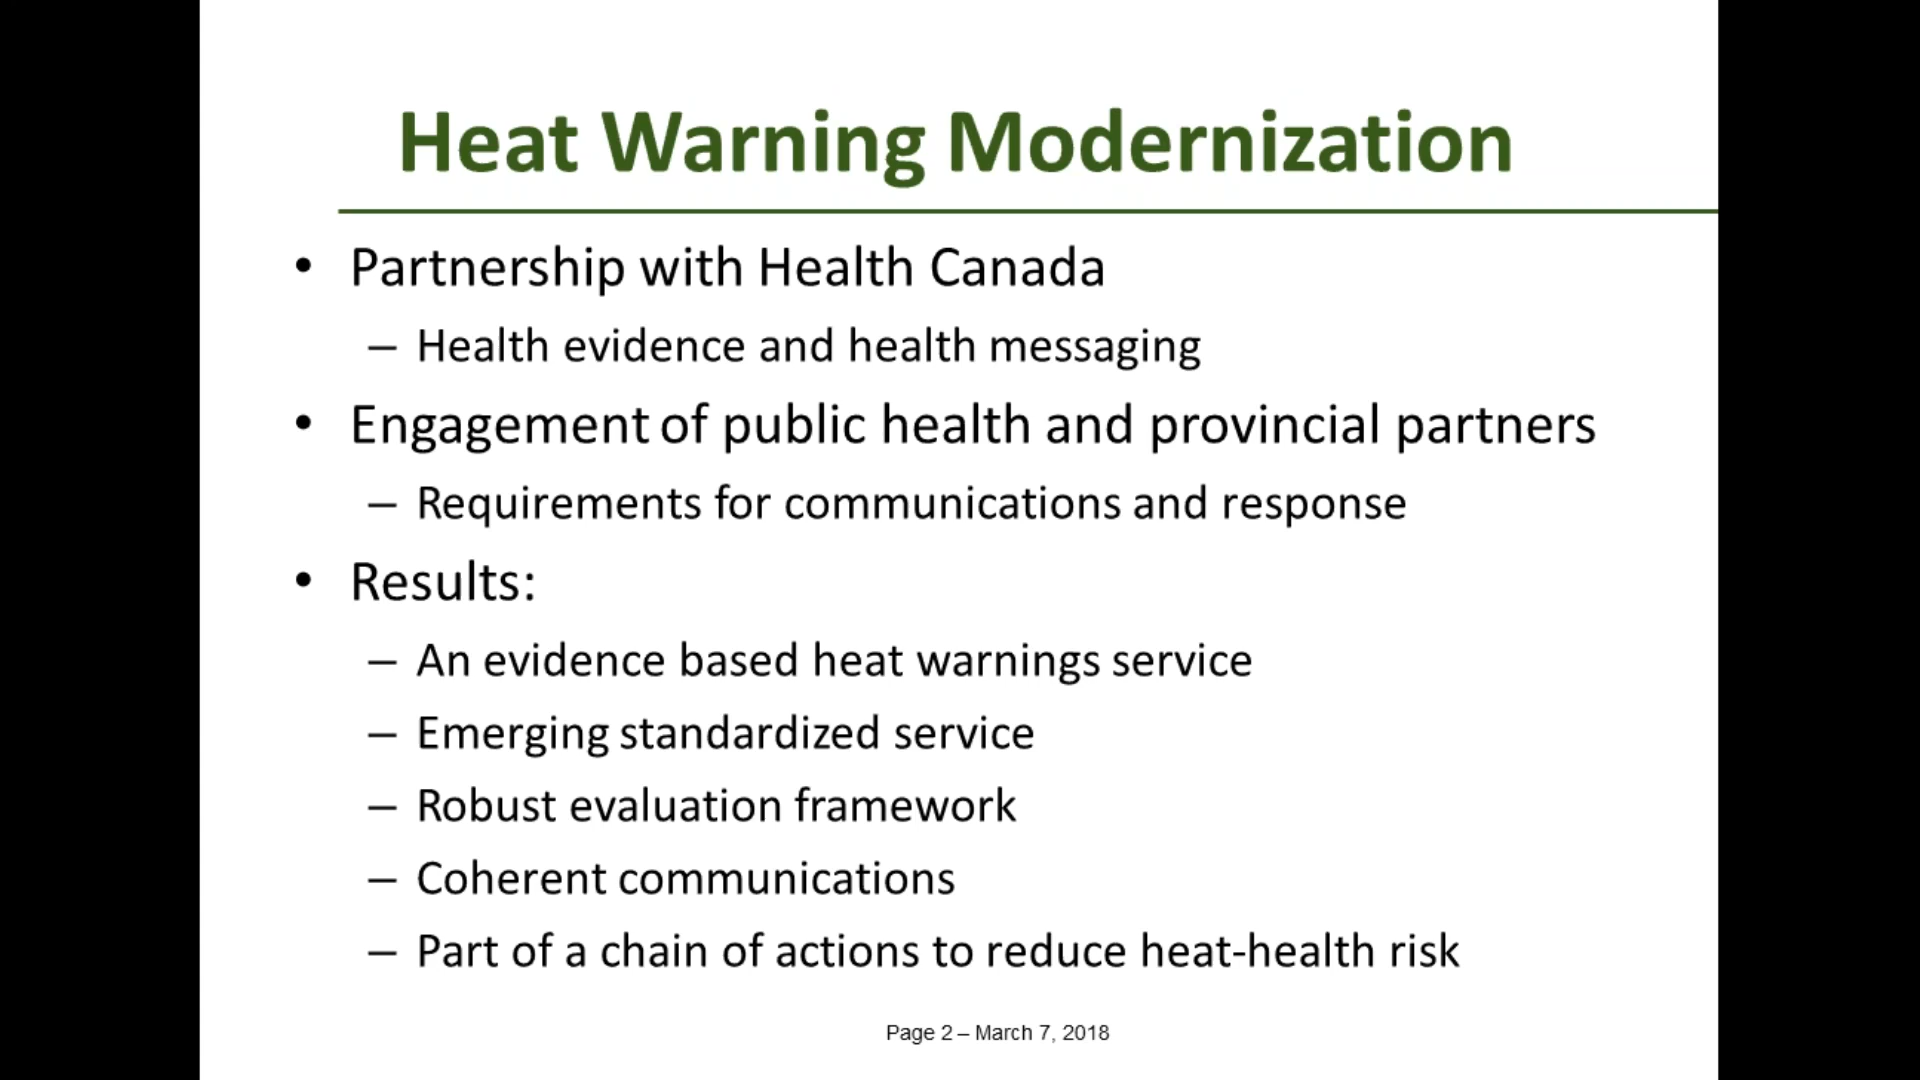 Heat Warning Modernization
• Partnership with Health Canada
– Health evidence and health messaging
• Engagement of public health and provincial partners
– Requirements for communications and response
• Results:
– An evidence based heat warnings service
– Emerging standardized service
– Robust evaluation framework
– Coherent communications
– Part of a chain of actions to reduce heat-health risk
Page 2 – March 7, 2018